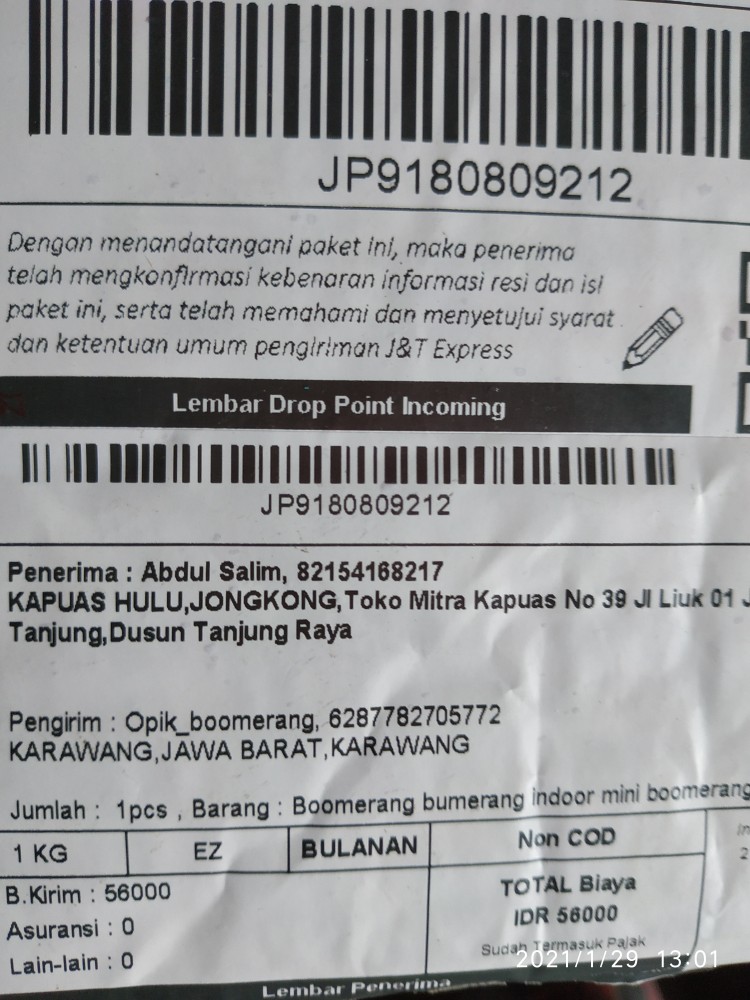 JP9180809212
Dengan menandatangani paket ini, maka penerima
telah mengkonfirmasi kebenaran informasi resi dan isi
paket ini, serta telah memahami dan menyetujui syarat
dan ketentuan umum pengiriman J&T Express
Lembar Drop Point Incoming
JP9180809212
Penerima : Abdul Salim, 82154168217
KAPUAS HULU,JONGKONG,Toko Mitra Kapuas No 39 Jl Liuk 01
Tanjung,Dusun Tanjung Raya
Pengirim : Opik_boomerang, 6287782705772
KARAWANG,JAWA BARAT,KARAWANG
Jumlah : 1pcs , Barang : Boomerang bumerang indoor mini boomerang
1 KG EZ BULANAN Non COD
B.Kirim : 56000
Asuransi : 0
Lain-lain : 0
TOTAL Biaya
IDR 56000
Sudah Termasuk Pajak
2021/1/29 13:01
Lembar Penerima